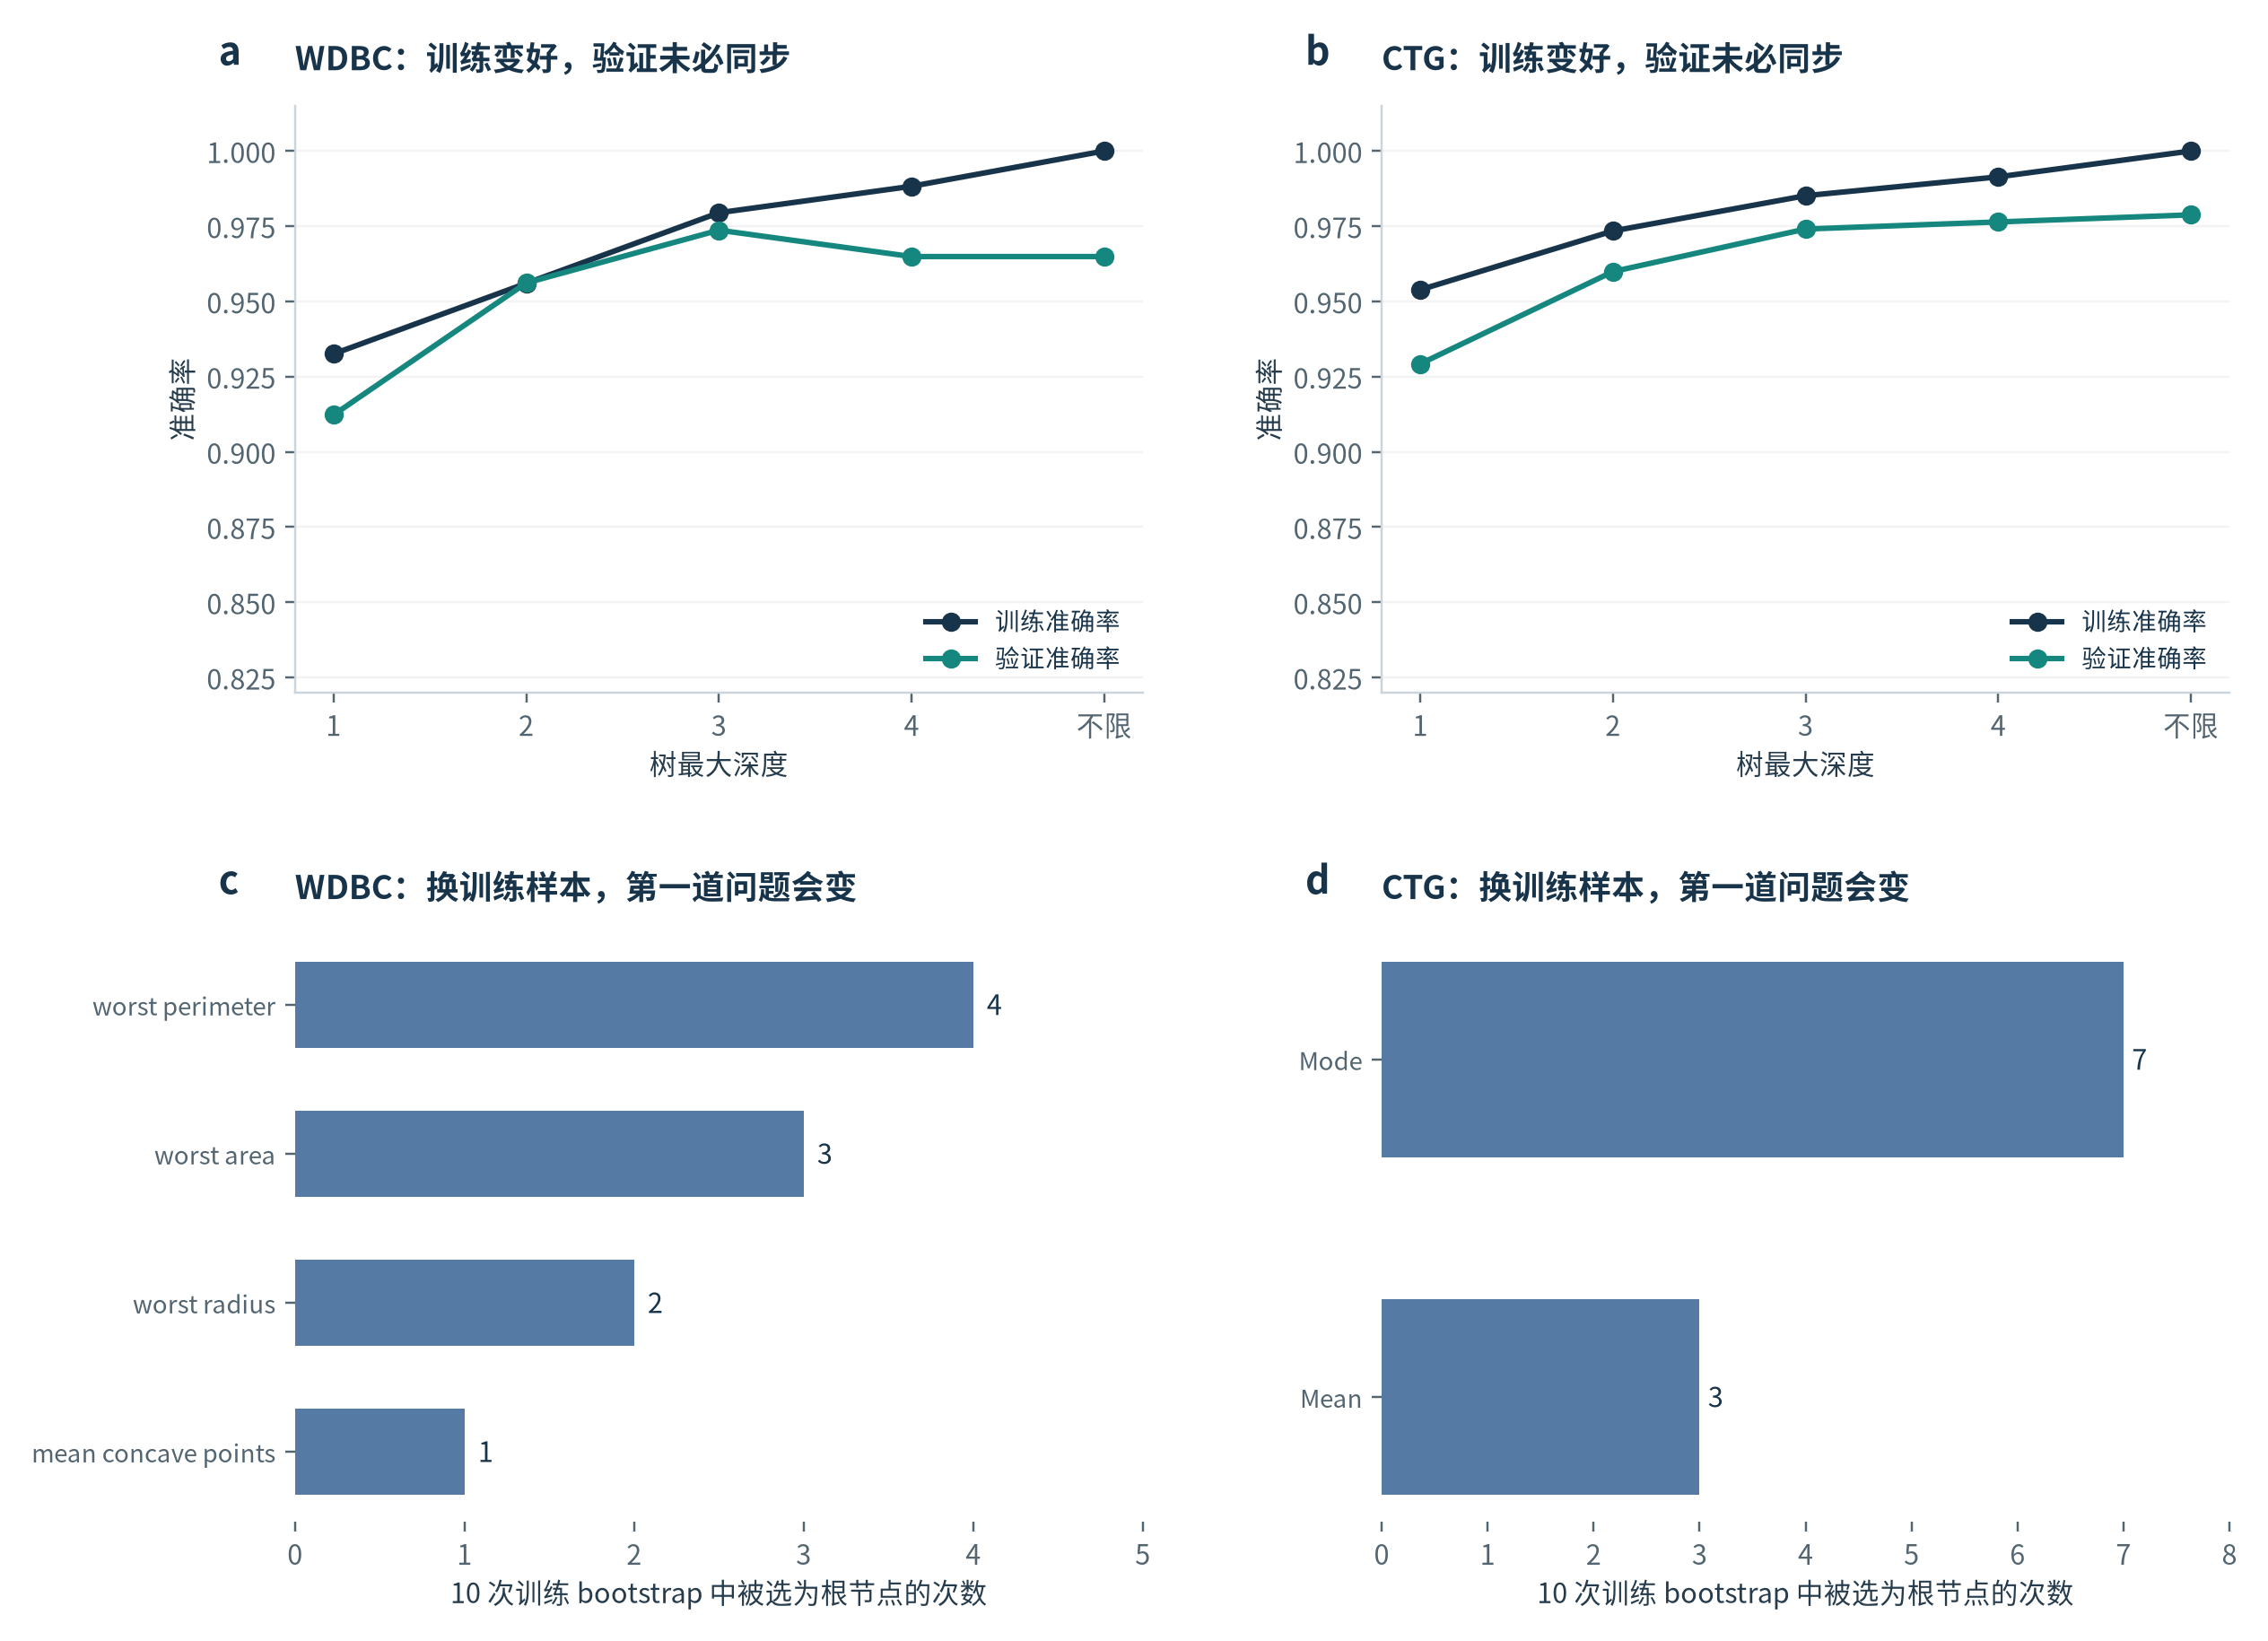 a WDBC：训练变好，验证未必同步
1.000
0.975
0.950
0.925
0.900
0.875
0.850
0.825
准确率
训练准确率
验证准确率
1 2 3 4 不限
树最大深度
b CTG：训练变好，验证未必同步
1.000
0.975
0.950
0.925
0.900
0.875
0.850
0.825
准确率
训练准确率
验证准确率
1 2 3 4 不限
树最大深度
c WDBC：换训练样本，第一道问题会变
worst perimeter 4
worst area 3
worst radius 2
mean concave points 1
0 1 2 3 4 5
10 次训练 bootstrap 中被选为根节点的次数
d CTG：换训练样本，第一道问题会变
Mode 7
Mean 3
0 1 2 3 4 5 6 7 8
10 次训练 bootstrap 中被选为根节点的次数